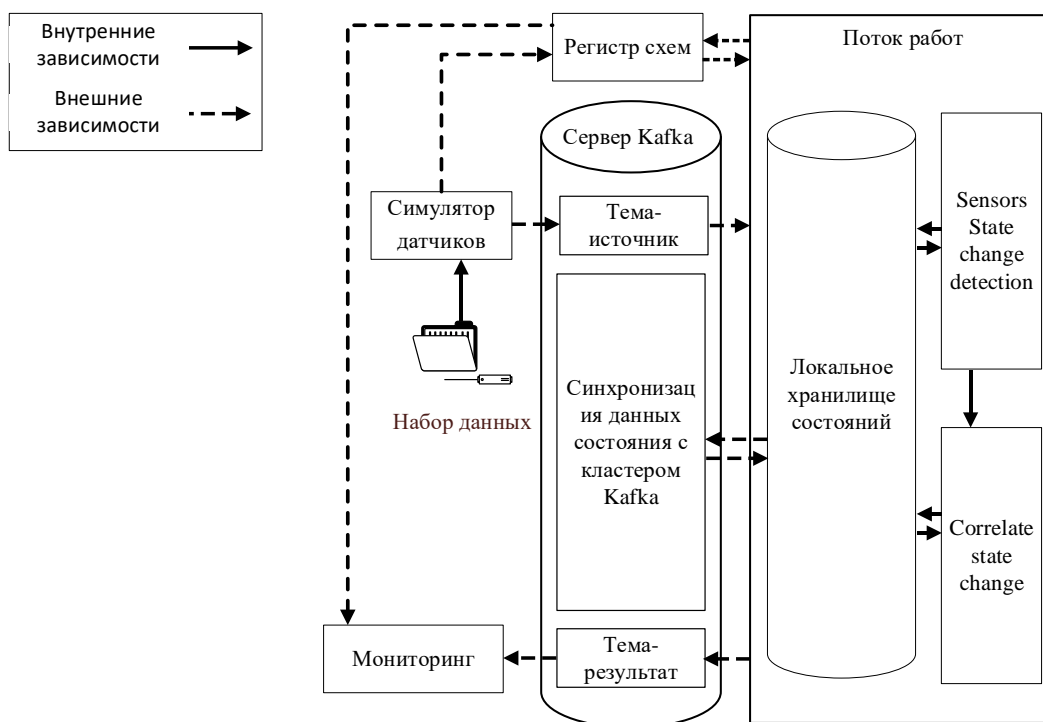 Внутренние
зависимости
Внешние
зависимости
Регистр схем
Поток работ
Сервер Kafka
Симулятор
датчиков
Тема-
источник
Sensors
State
change
detection
Набор данных
Синхронизац
ия данных
состояния с
кластером
Kafka
Локальное
хранилище
состояний
Correlate
state
change
Мониторинг
Тема-
результат